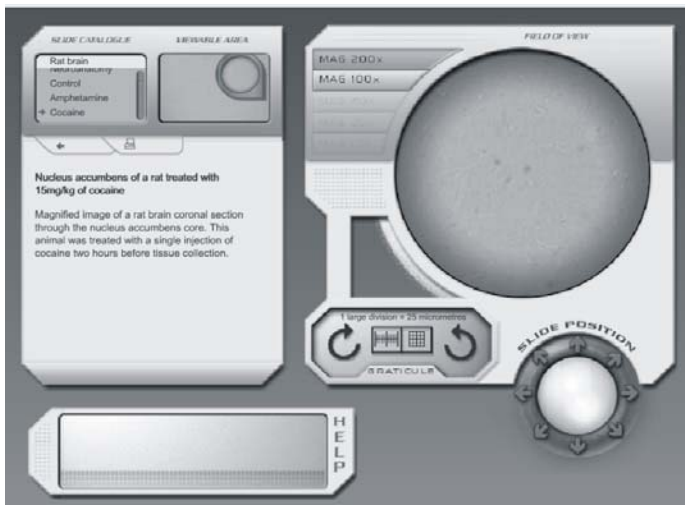 SLIDE CATALOGUE
VIEWABLE AREA
Rat brain
Neuroanatomy
Control
Amphetamine
Cocaine
Nucleus accumbens of a rat treated with
15mg/kg of cocaine
Magnified image of a rat brain coronal section
through the nucleus accumbens core. This
animal was treated with a single injection of
cocaine two hours before tissue collection.
FIELD OF VIEW
MAG 200x
MAG 100x
1 large division = 25 micrometres
GRATICULE
SLIDE POSITION
HELP